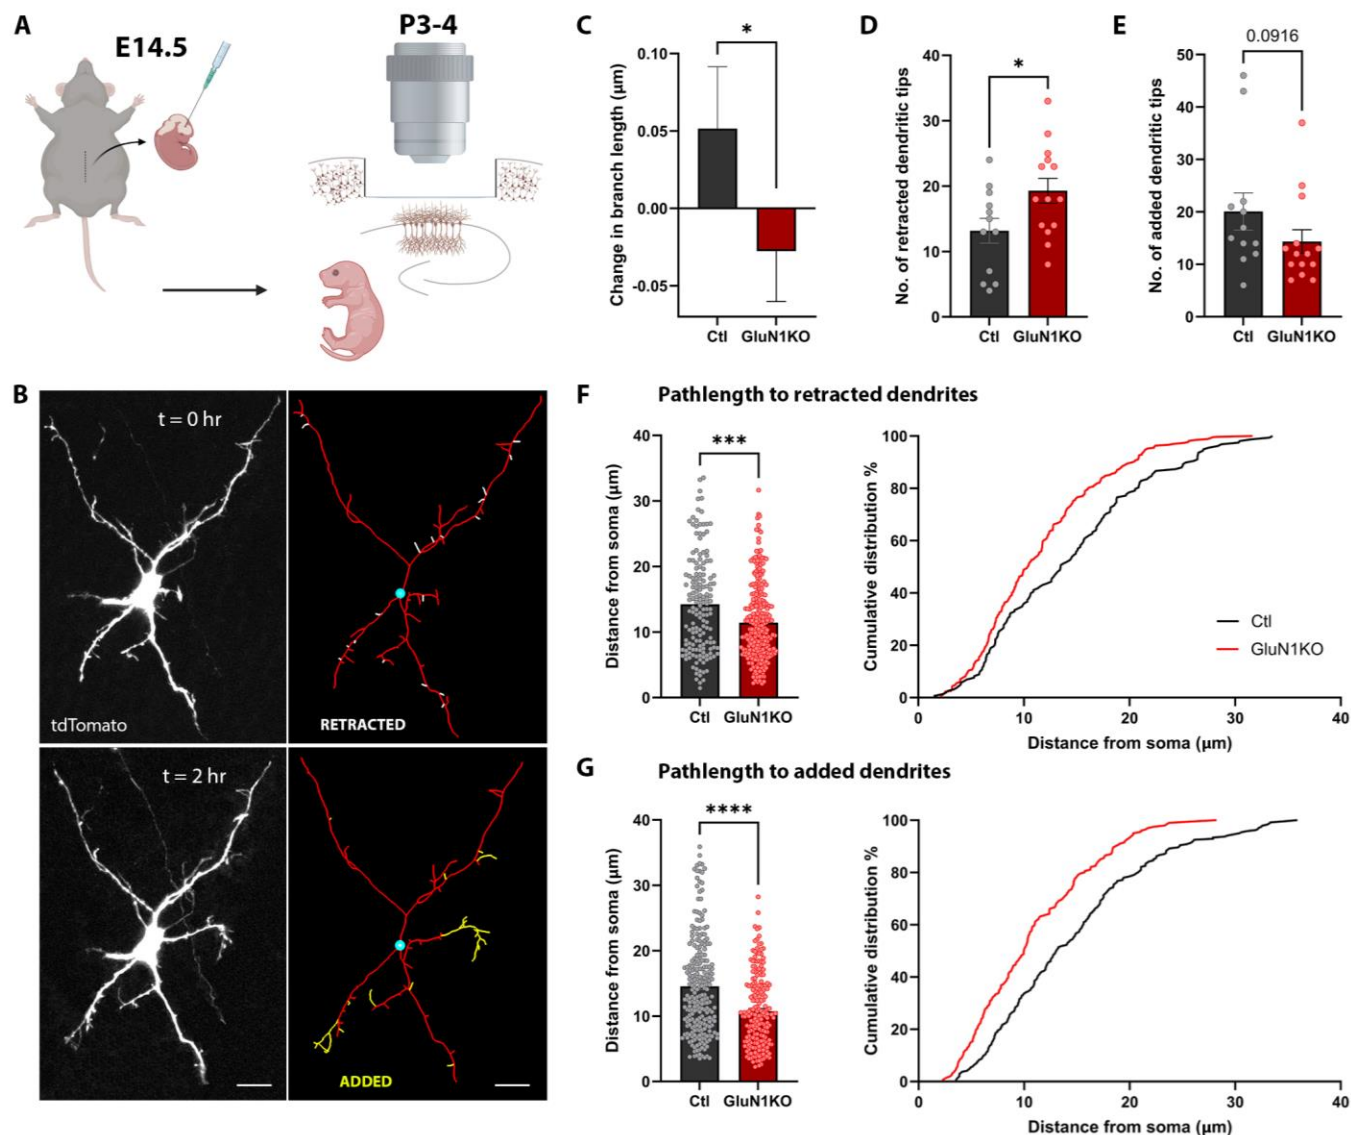 A
E14.5
P3-4
C
*
0.10
0.05
0.00
-0.05
Change in branch length (µm)
Ctl
GluN1KO
D
*
40
30
20
10
0
No. of retracted dendritic tips
Ctl GluN1KO
E
0.0916
50
40
30
20
10
0
No. of added dendritic tips
Ctl GluN1KO
B
t = 0 hr
tdTomato
RETRACTED
t = 2 hr
ADDED
F
Pathlength to retracted dendrites
***
40
30
20
10
0
Distance from soma (µm)
Ctl GluN1KO
100
80
60
40
20
0
Cumulative distribution %
Ctl
GluN1KO
0 10 20 30 40
Distance from soma (µm)
G
Pathlength to added dendrites
****
40
30
20
10
0
Distance from soma (µm)
Ctl GluN1KO
100
80
60
40
20
0
Cumulative distribution %
0 10 20 30 40
Distance from soma (µm)